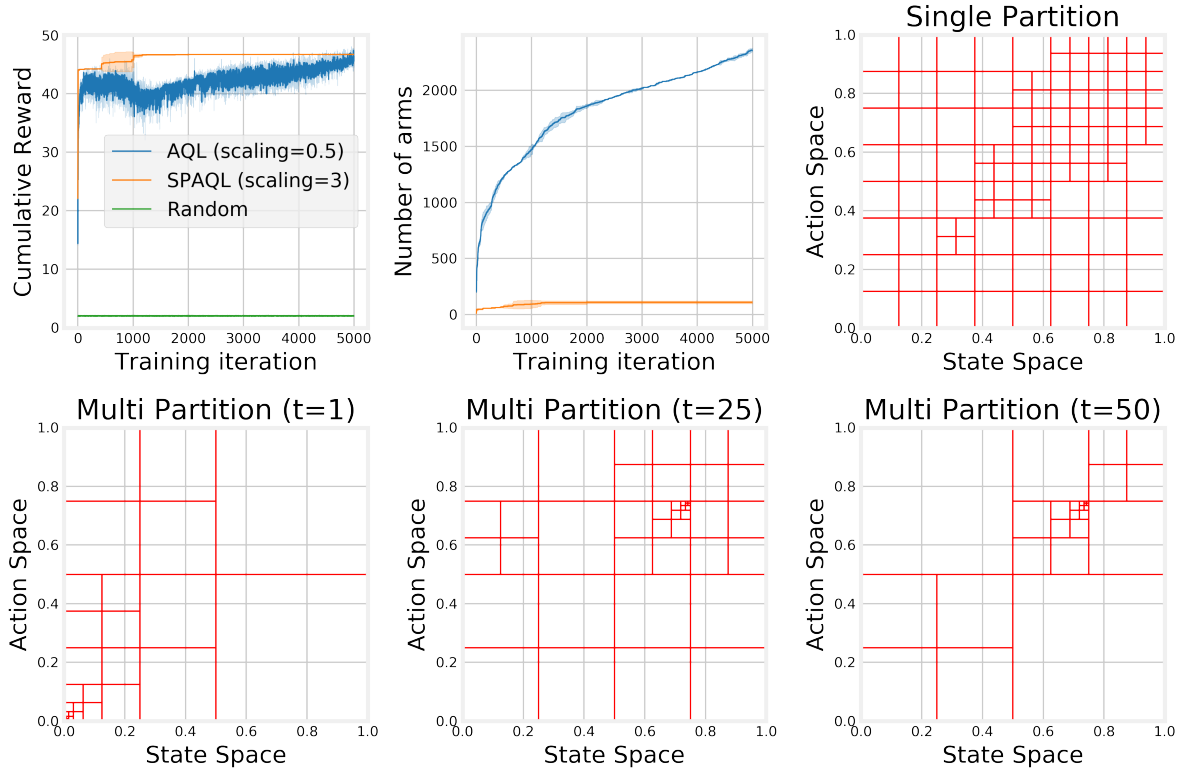 Cumulative Reward
50
40
30
20
10
0
AQL (scaling=0.5)
SPAQL (scaling=3)
Random
0 1000 2000 3000 4000 5000
Training iteration
Number of arms
2000
1500
1000
500
0
0 1000 2000 3000 4000 5000
Training iteration
Single Partition
Action Space
1.0
0.8
0.6
0.4
0.2
0.0
0.0 0.2 0.4 0.6 0.8 1.0
State Space
Multi Partition (t=1)
Action Space
1.0
0.8
0.6
0.4
0.2
0.0
0.0 0.2 0.4 0.6 0.8 1.0
State Space
Multi Partition (t=25)
Action Space
1.0
0.8
0.6
0.4
0.2
0.0
0.0 0.2 0.4 0.6 0.8 1.0
State Space
Multi Partition (t=50)
Action Space
1.0
0.8
0.6
0.4
0.2
0.0
0.0 0.2 0.4 0.6 0.8 1.0
State Space